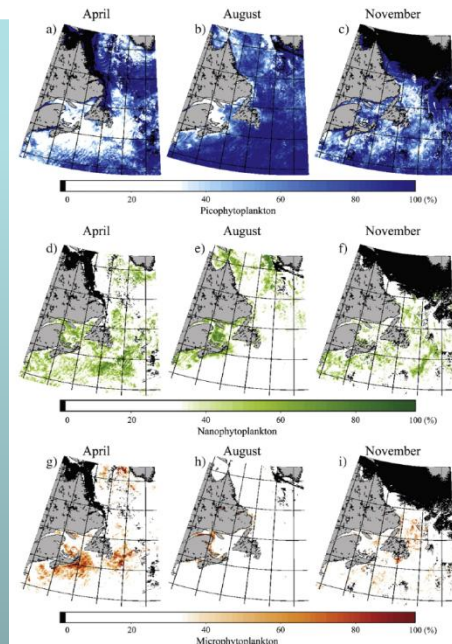 April August November
a) b) c)
0 20 40 60 80 100 (%)
Picophytoplankton
April August November
d) e) f)
0 20 40 60 80 100 (%)
Nanophytoplankton
April August November
g) h) i)
0 20 40 60 80 100 (%)
Microphytoplankton